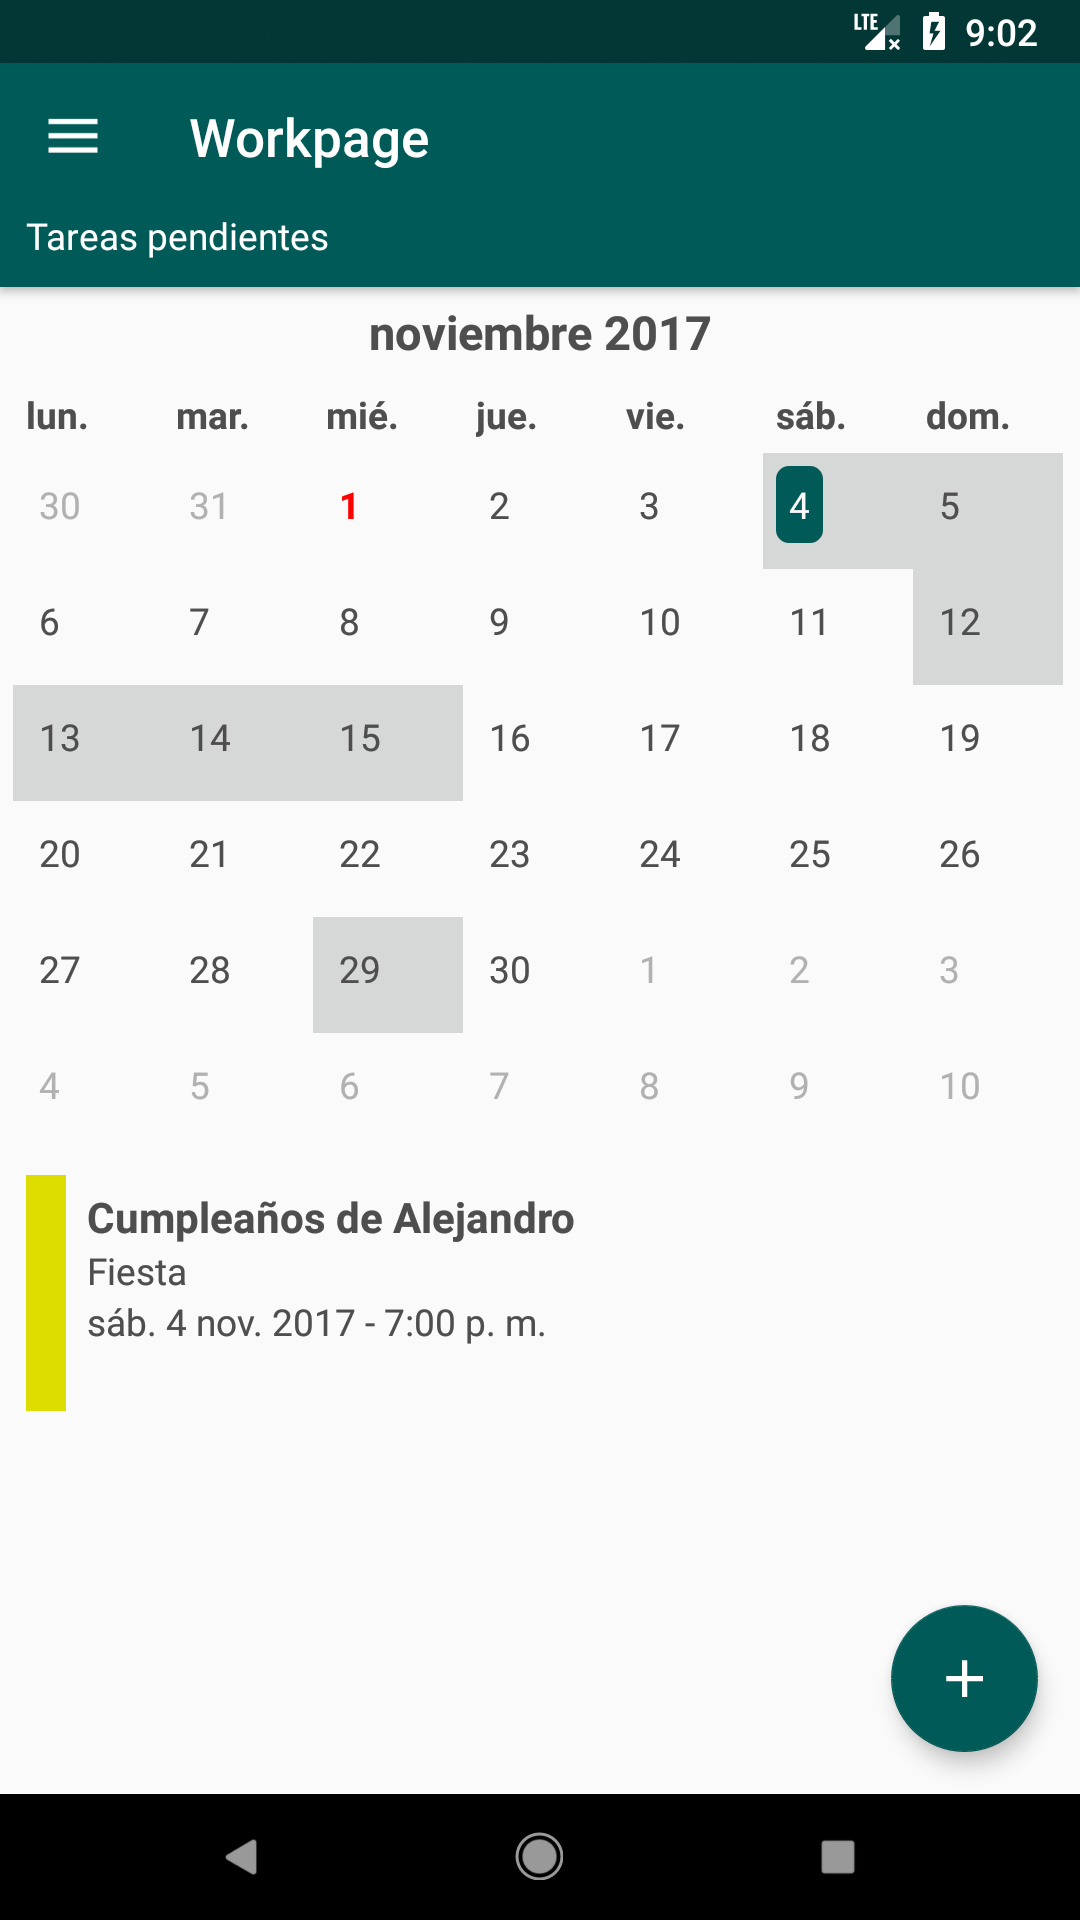 LTE 9:02
Workpage
Tareas pendientes
noviembre 2017
lun. mar. mié. jue. vie. sáb. dom.
30 31 1 2 3 4 5
6 7 8 9 10 11 12
13 14 15 16 17 18 19
20 21 22 23 24 25 26
27 28 29 30 1 2 3
4 5 6 7 8 9 10
Cumpleaños de Alejandro
Fiesta
sáb. 4 nov. 2017 - 7:00 p. m.